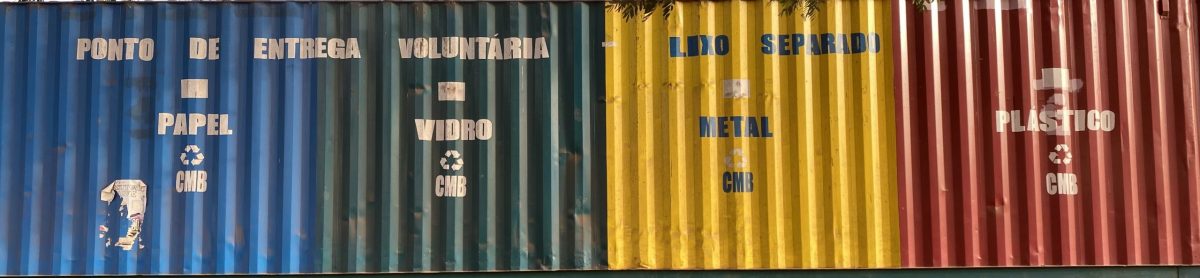 PONTO DE ENTREGA VOLUNTÁRIA LIXO SEPARADO
PAPEL
CMB
VIDRO
CMB
METAL
CMB
PLÁSTICO
CMB